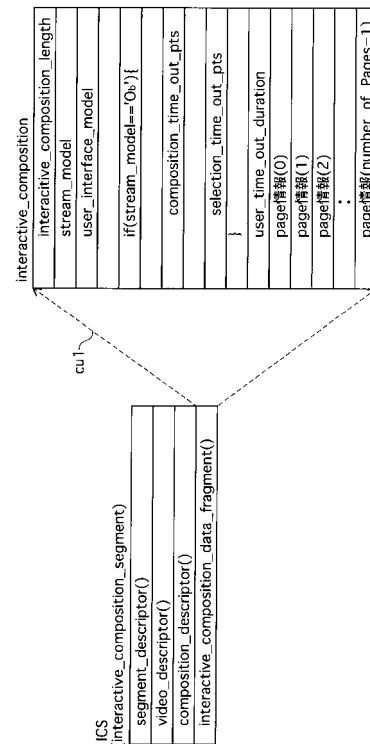 ICS
interactive_composition_segment)
segment_descriptor()
video_descriptor()
composition_descriptor()
interactive_composition_data_fragment()
cu1
interactive_composition
interacitive_composition_length
stream_model
user_interface_model
if(stream_model=='0b'){
composition_time_out_pts
selection_time_out_pts
}
user_time_out_duration
page情報(0)
page情報(1)
page情報(2)
:
page情報(number_of_Pages-1)